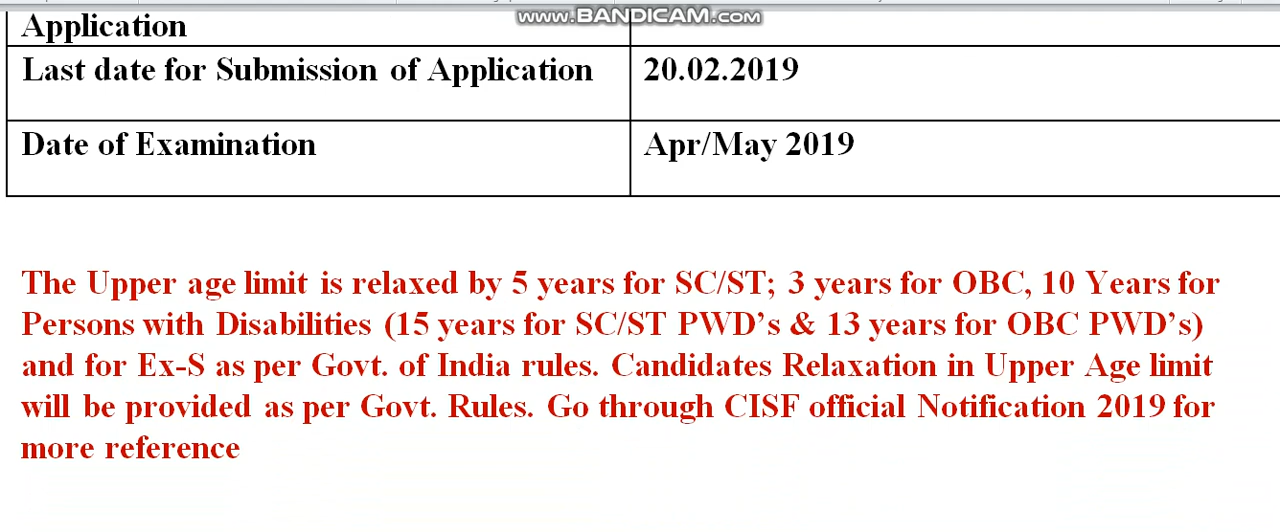 www.BANDICAM.com
Application
Last date for Submission of Application 20.02.2019
Date of Examination Apr/May 2019
The Upper age limit is relaxed by 5 years for SC/ST; 3 years for OBC, 10 Years for
Persons with Disabilities (15 years for SC/ST PWD's & 13 years for OBC PWD's)
and for Ex-S as per Govt. of India rules. Candidates Relaxation in Upper Age limit
will be provided as per Govt. Rules. Go through CISF official Notification 2019 for
more reference